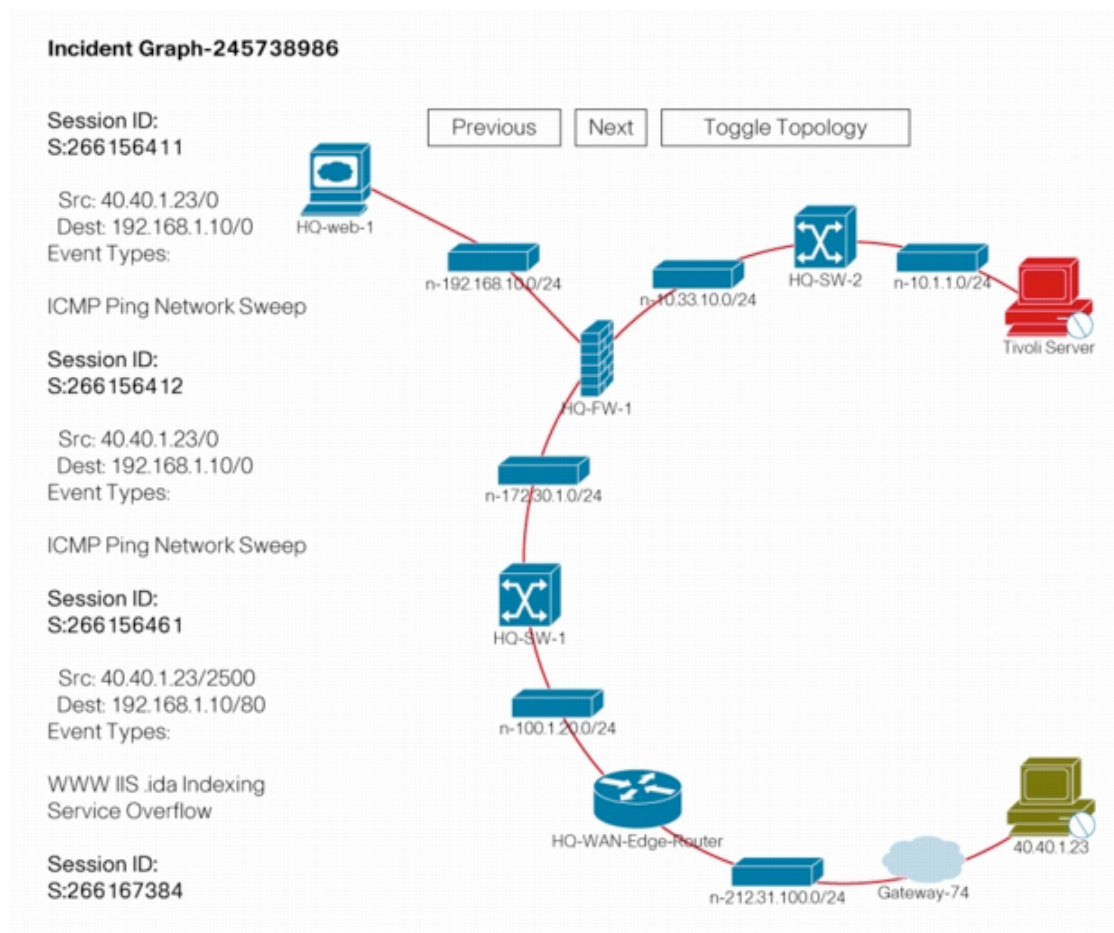 Incident Graph-245738986
Session ID:
S:266156411
Src: 40.40.1.23/0
Dest: 192.168.1.10/0
Event Types:
ICMP Ping Network Sweep
Session ID:
S:266156412
Src: 40.40.1.23/0
Dest: 192.168.1.10/0
Event Types:
ICMP Ping Network Sweep
Session ID:
S:266156461
Src: 40.40.1.23/2500
Dest: 192.168.1.10/80
Event Types:
WWW IIS .ida Indexing
Service Overflow
Session ID:
S:266167384
Previous
Next
Toggle Topology
HQ-web-1
n-192.168.10.0/24
n-10.33.10.0/24
HQ-SW-2
n-10.1.1.0/24
Tivoli Server
HQ-FW-1
n-172.30.1.0/24
HQ-SW-1
n-100.1.20.0/24
HQ-WAN-Edge-Router
n-212.31.100.0/24
Gateway-74
40.40.1.23